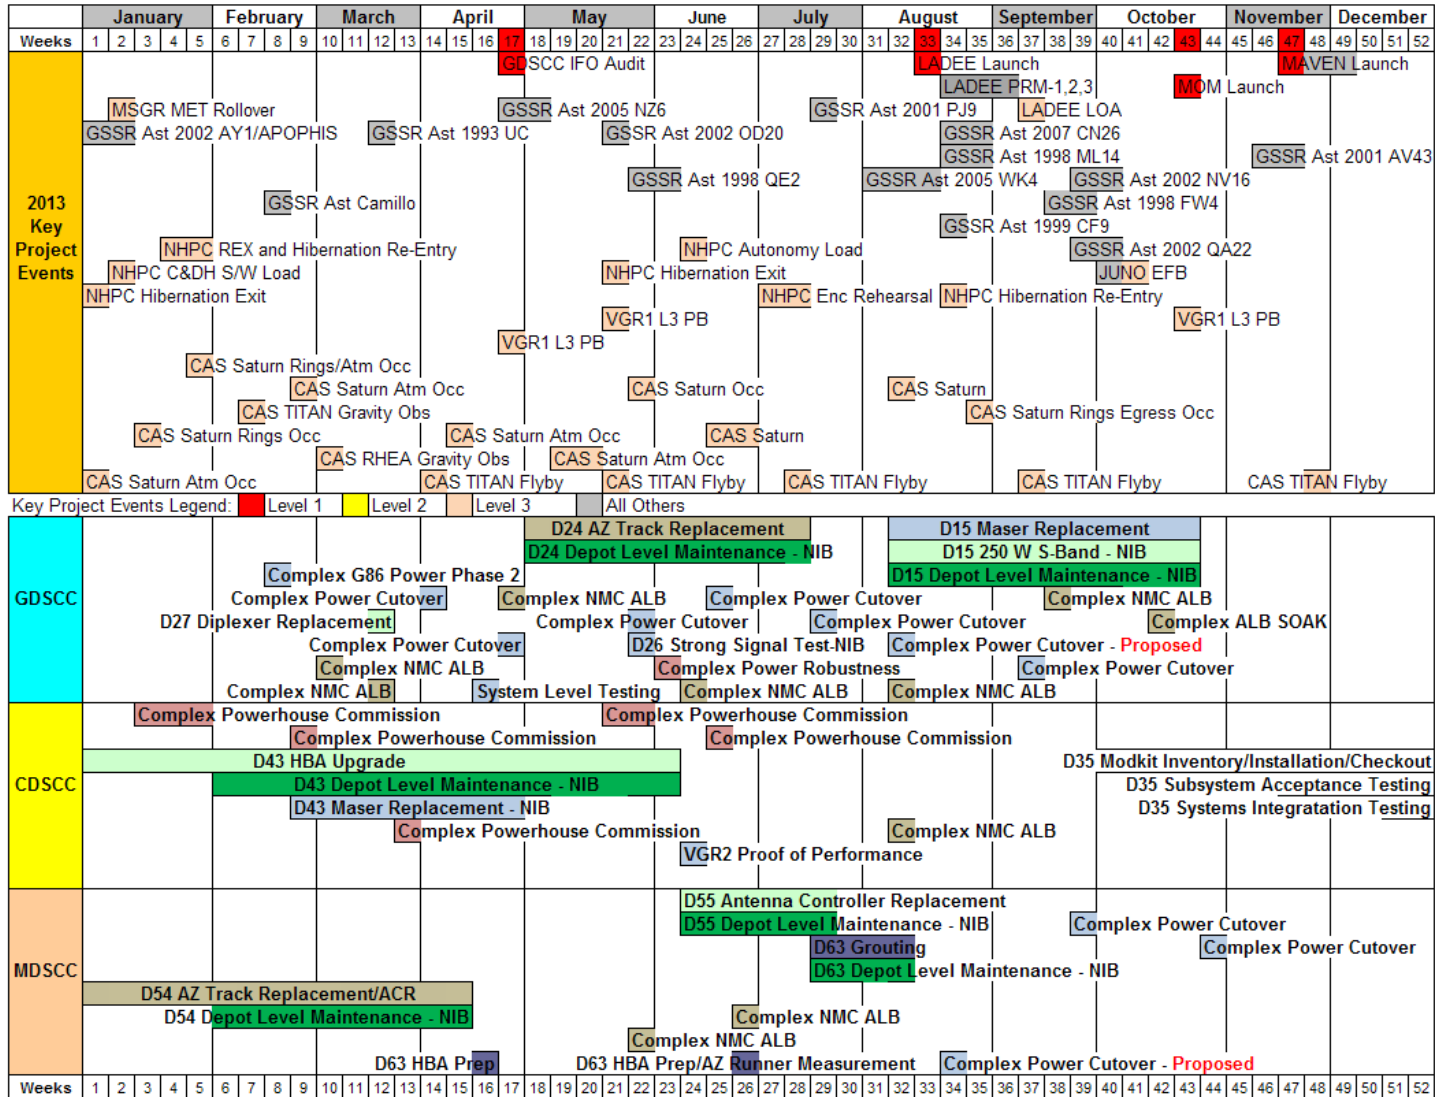 January February March April May June July August September October November December
Weeks 1 2 3 4 5 6 7 8 9 10 11 12 13 14 15 16 17 18 19 20 21 22 23 24 25 26 27 28 29 30 31 32 33 34 35 36 37 38 39 40 41 42 43 44 45 46 47 48 49 50 51 52
2013
Key
Project
Events
GDSCC IFO Audit LADEE Launch MAVEN Launch
LADEE PRM-1,2,3 MOM Launch
MSGR MET Rollover GSSR Ast 2005 NZ6 GSSR Ast 2001 PJ9 LADEE LOA
GSSR Ast 2002 AY1/APOPHIS GSSR Ast 1993 UC GSSR Ast 2002 OD20 GSSR Ast 2007 CN26
GSSR Ast 1998 ML14 GSSR Ast 2001 AV43
GSSR Ast 1998 QE2 GSSR Ast 2005 WK4 GSSR Ast 2002 NV16
GSSR Ast Camillo GSSR Ast 1998 FW4
GSSR Ast 1999 CF9
NHPC REX and Hibernation Re-Entry NHPC Autonomy Load GSSR Ast 2002 QA22
NHPC C&DH S/W Load NHPC Hibernation Exit JUNO EFB
NHPC Hibernation Exit NHPC Enc Rehearsal NHPC Hibernation Re-Entry
VGR1 L3 PB VGR1 L3 PB
VGR1 L3 PB
CAS Saturn Rings/Atm Occ
CAS Saturn Atm Occ CAS Saturn Occ CAS Saturn
CAS TITAN Gravity Obs CAS Saturn Rings Egress Occ
CAS Saturn Rings Occ CAS Saturn Atm Occ CAS Saturn
CAS RHEA Gravity Obs CAS Saturn Atm Occ
CAS Saturn Atm Occ CAS TITAN Flyby CAS TITAN Flyby CAS TITAN Flyby CAS TITAN Flyby CAS TITAN Flyby
Key Project Events Legend: Level 1 Level 2 Level 3 All Others
GDSCC
D24 AZ Track Replacement D15 Maser Replacement
D24 Depot Level Maintenance - NIB D15 250 W S-Band - NIB
Complex G86 Power Phase 2 D15 Depot Level Maintenance - NIB
Complex Power Cutover Complex NMC ALB Complex Power Cutover Complex NMC ALB
D27 Diplexer Replacement Complex Power Cutover Complex Power Cutover Complex ALB SOAK
Complex Power Cutover D26 Strong Signal Test-NIB Complex Power Cutover - Proposed
Complex NMC ALB Complex Power Robustness Complex Power Cutover
Complex NMC ALB System Level Testing Complex NMC ALB Complex NMC ALB
CDSCC
Complex Powerhouse Commission Complex Powerhouse Commission
Complex Powerhouse Commission Complex Powerhouse Commission
D43 HBA Upgrade D35 Modkit Inventory/Installation/Checkout
D43 Depot Level Maintenance - NIB D35 Subsystem Acceptance Testing
D43 Maser Replacement - NIB D35 Systems Integratation Testing
Complex Powerhouse Commission Complex NMC ALB
VGR2 Proof of Performance
MDSCC
D55 Antenna Controller Replacement
D55 Depot Level Maintenance - NIB Complex Power Cutover
D63 Grouting Complex Power Cutover
D63 Depot Level Maintenance - NIB
D54 AZ Track Replacement/ACR
D54 Depot Level Maintenance - NIB Complex NMC ALB
Complex NMC ALB
D63 HBA Prep D63 HBA Prep/AZ Runner Measurement Complex Power Cutover - Proposed
Weeks 1 2 3 4 5 6 7 8 9 10 11 12 13 14 15 16 17 18 19 20 21 22 23 24 25 26 27 28 29 30 31 32 33 34 35 36 37 38 39 40 41 42 43 44 45 46 47 48 49 50 51 52